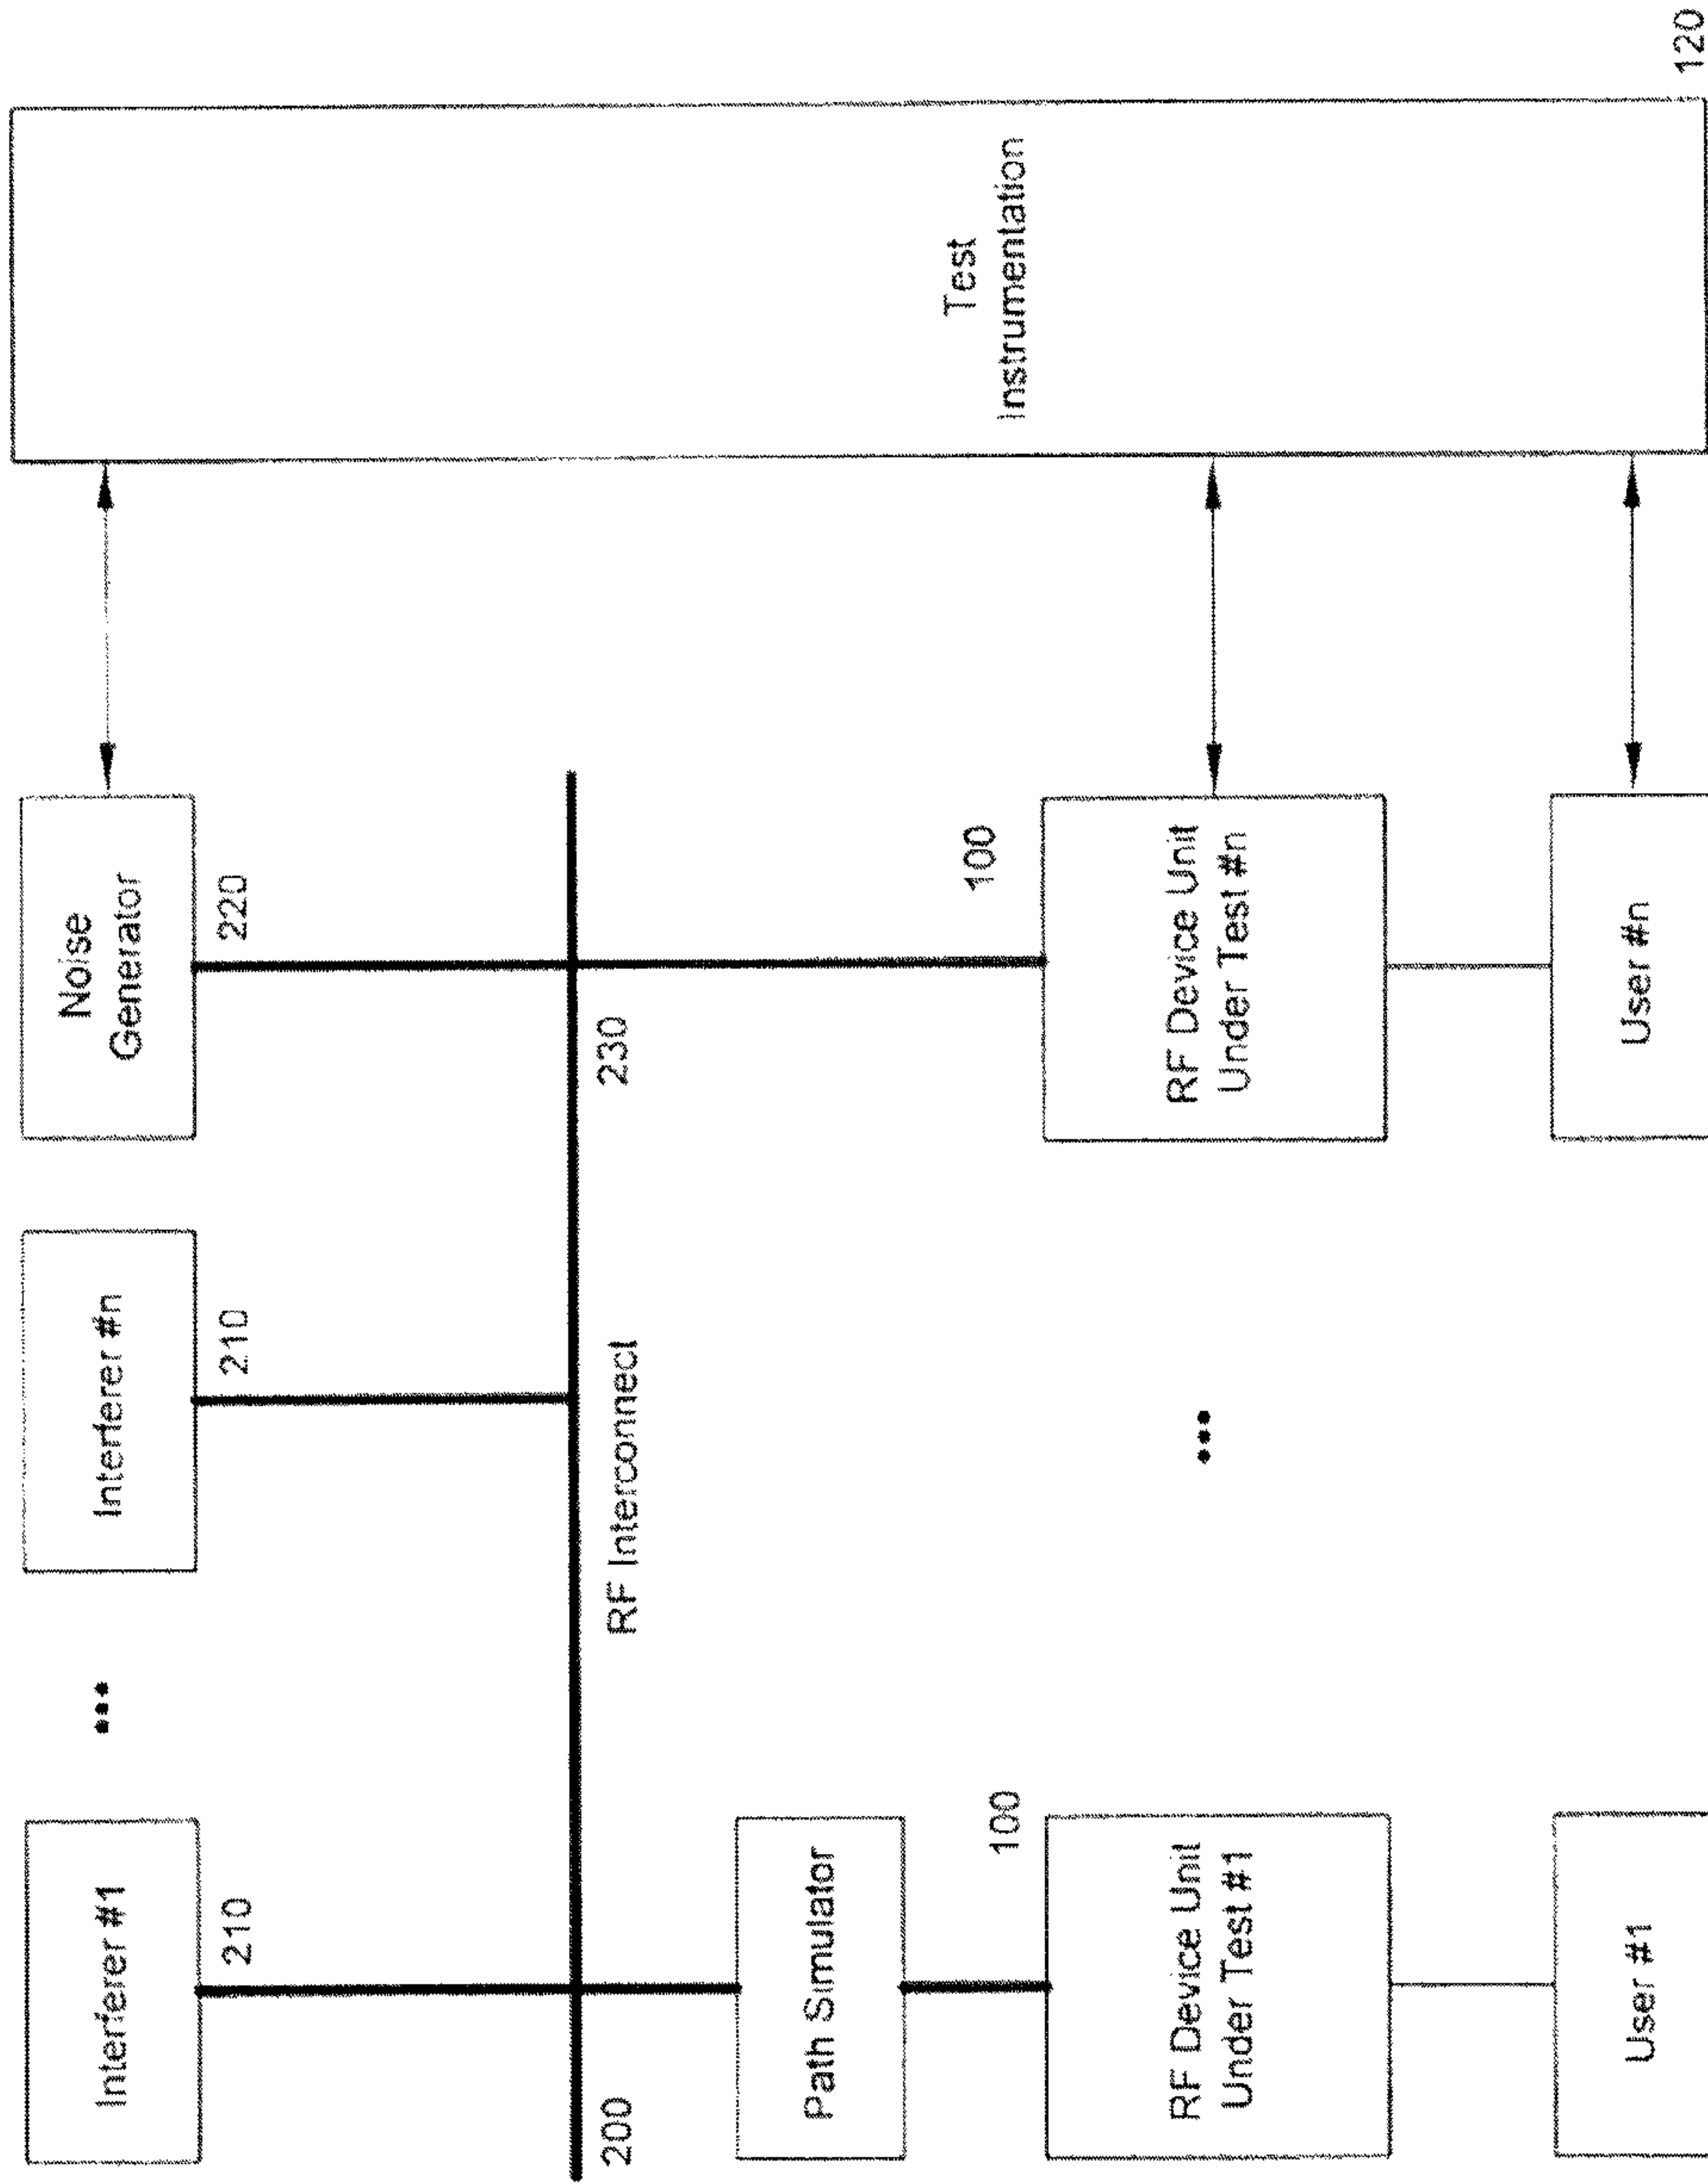 Interferer #1
210
...
Interferer #n
210
Noise
Generator
220
200
RF Interconnect
230
Path Simulator
100
RF Device Unit
Under Test #1
User #1
...
100
RF Device Unit
Under Test #n
User #n
Test
Instrumentation
120